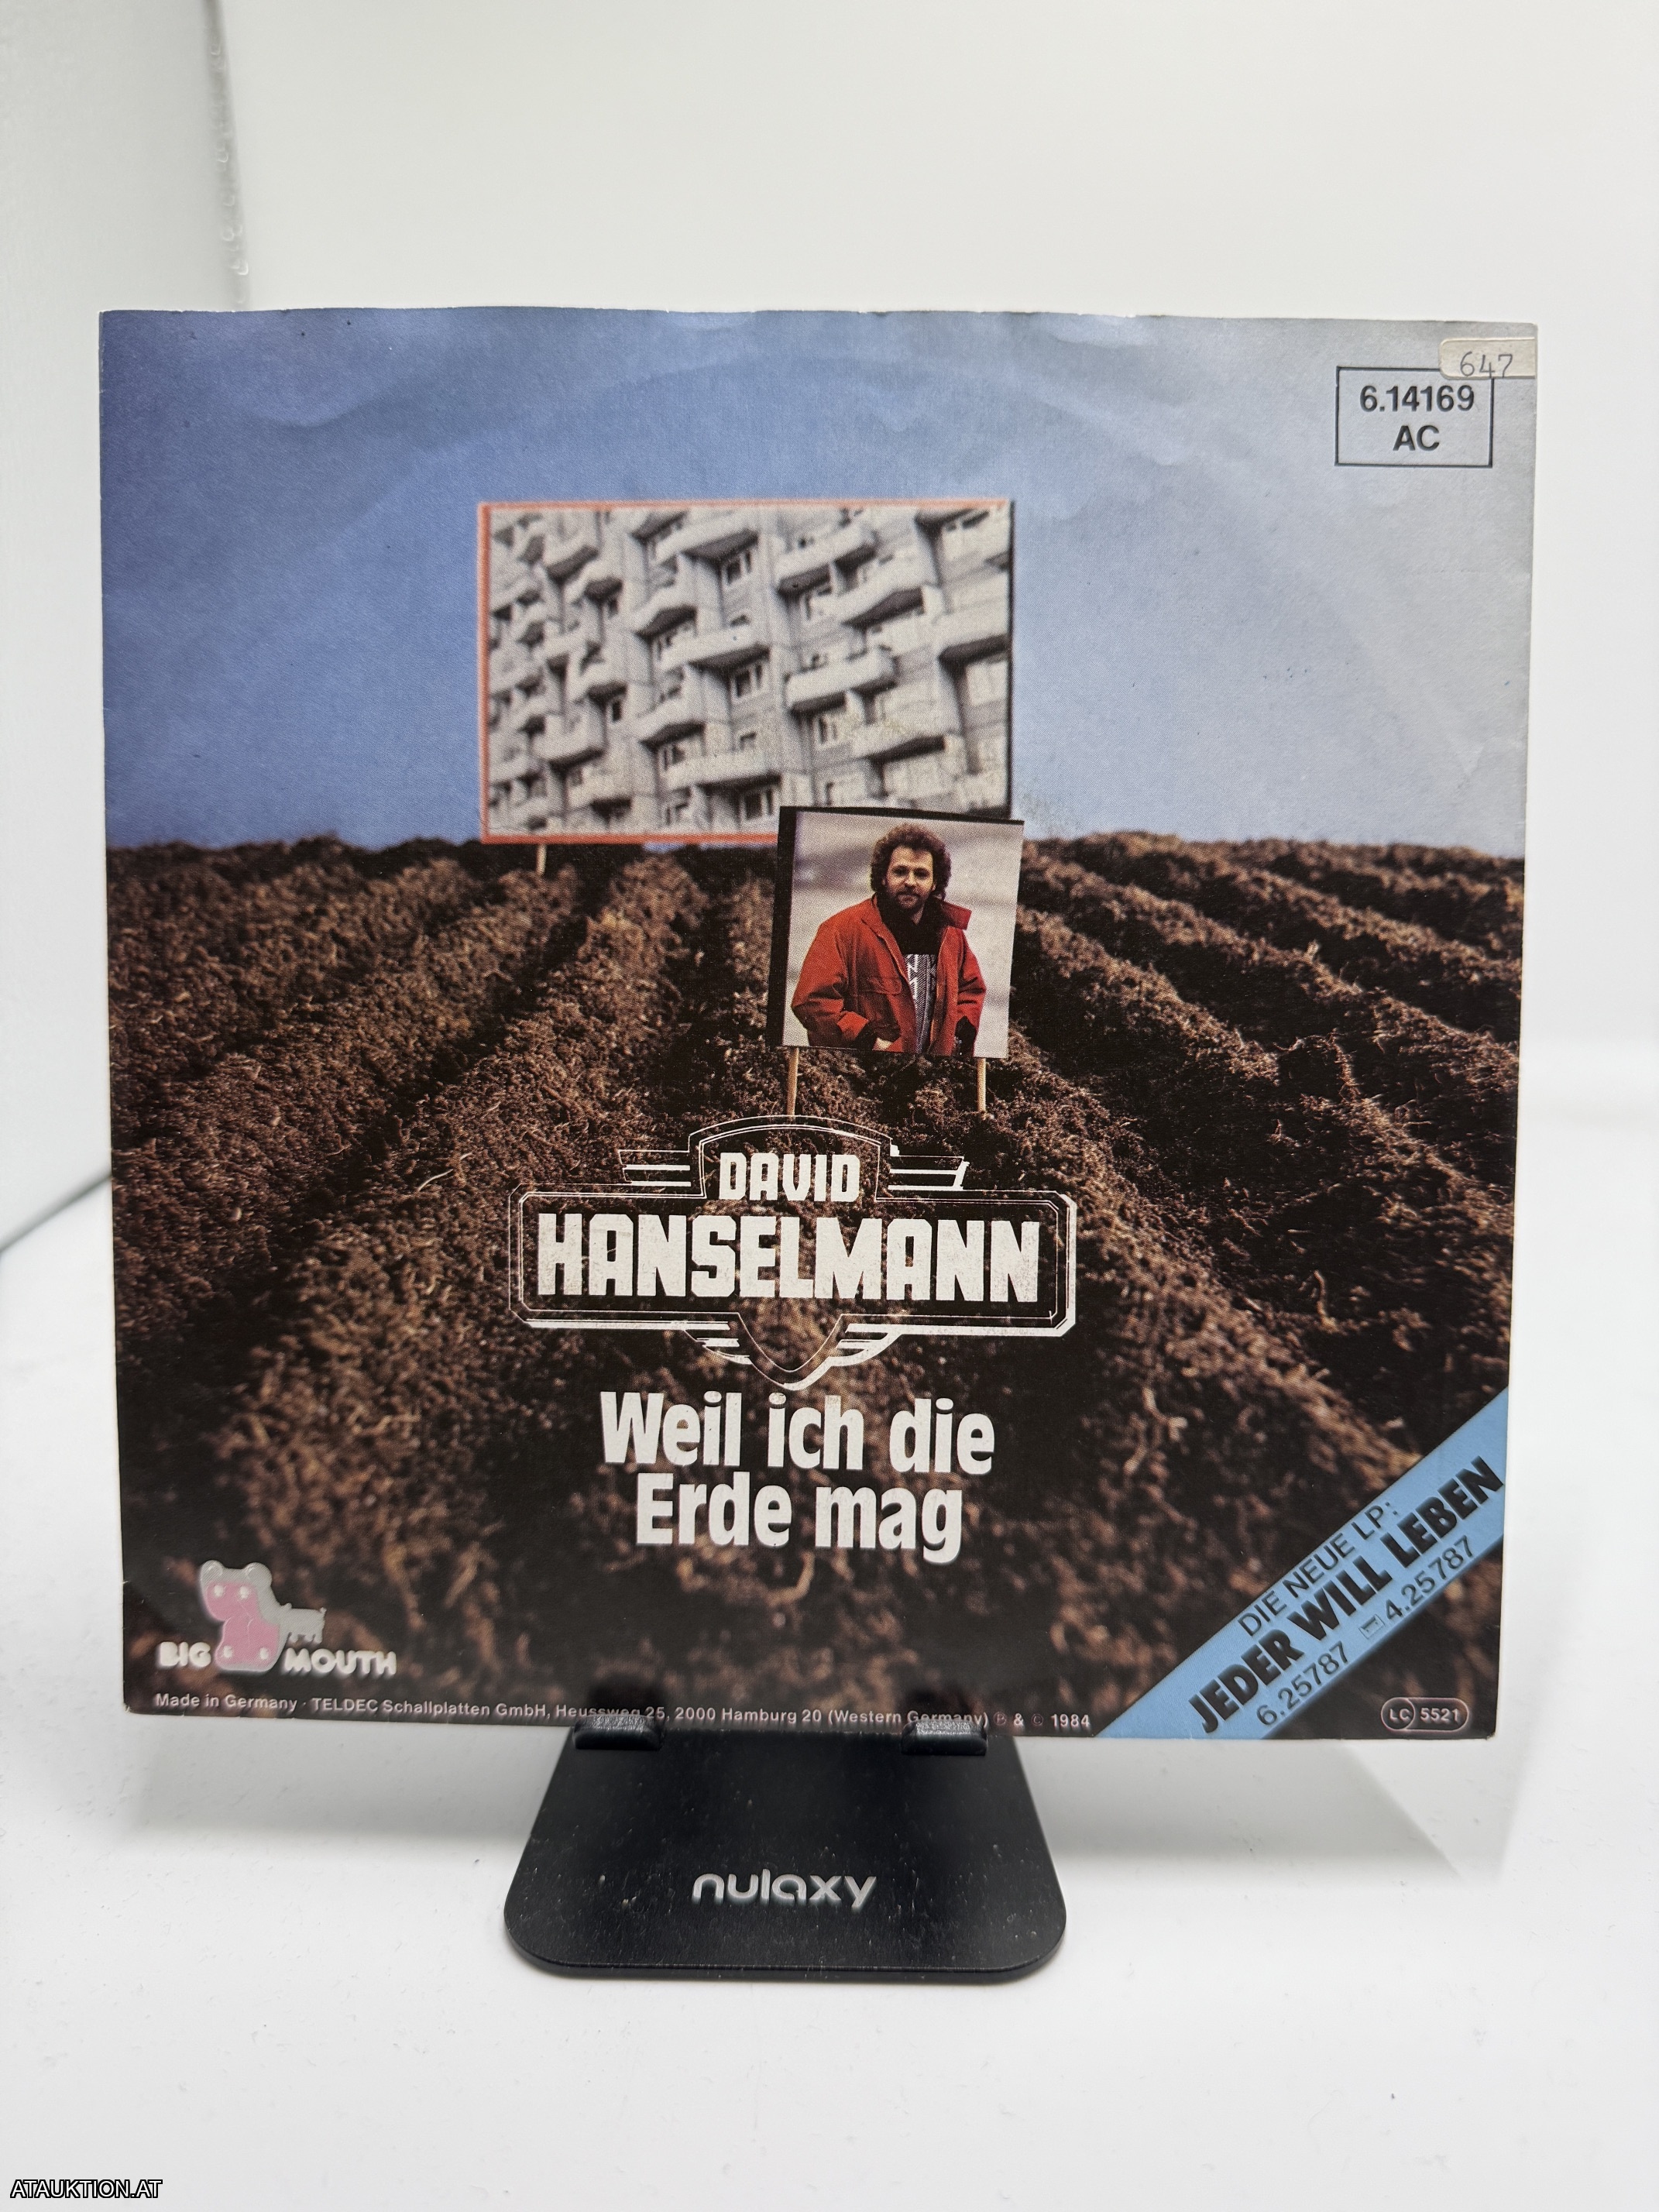 647
6.14169
AC
DAVID
HANSELMANN
Weil ich die
Erde mag
DIE NEUE LP:
JEDER WILL LEBEN
6.25787 4.25787
BIG MOUTH
Made in Germany · TELDEC Schallplatten GmbH, Heussweg 25, 2000 Hamburg 20 (Western Germany) ℗ & © 1984
LC 5521
nulaxy
ATAUKTION.AT